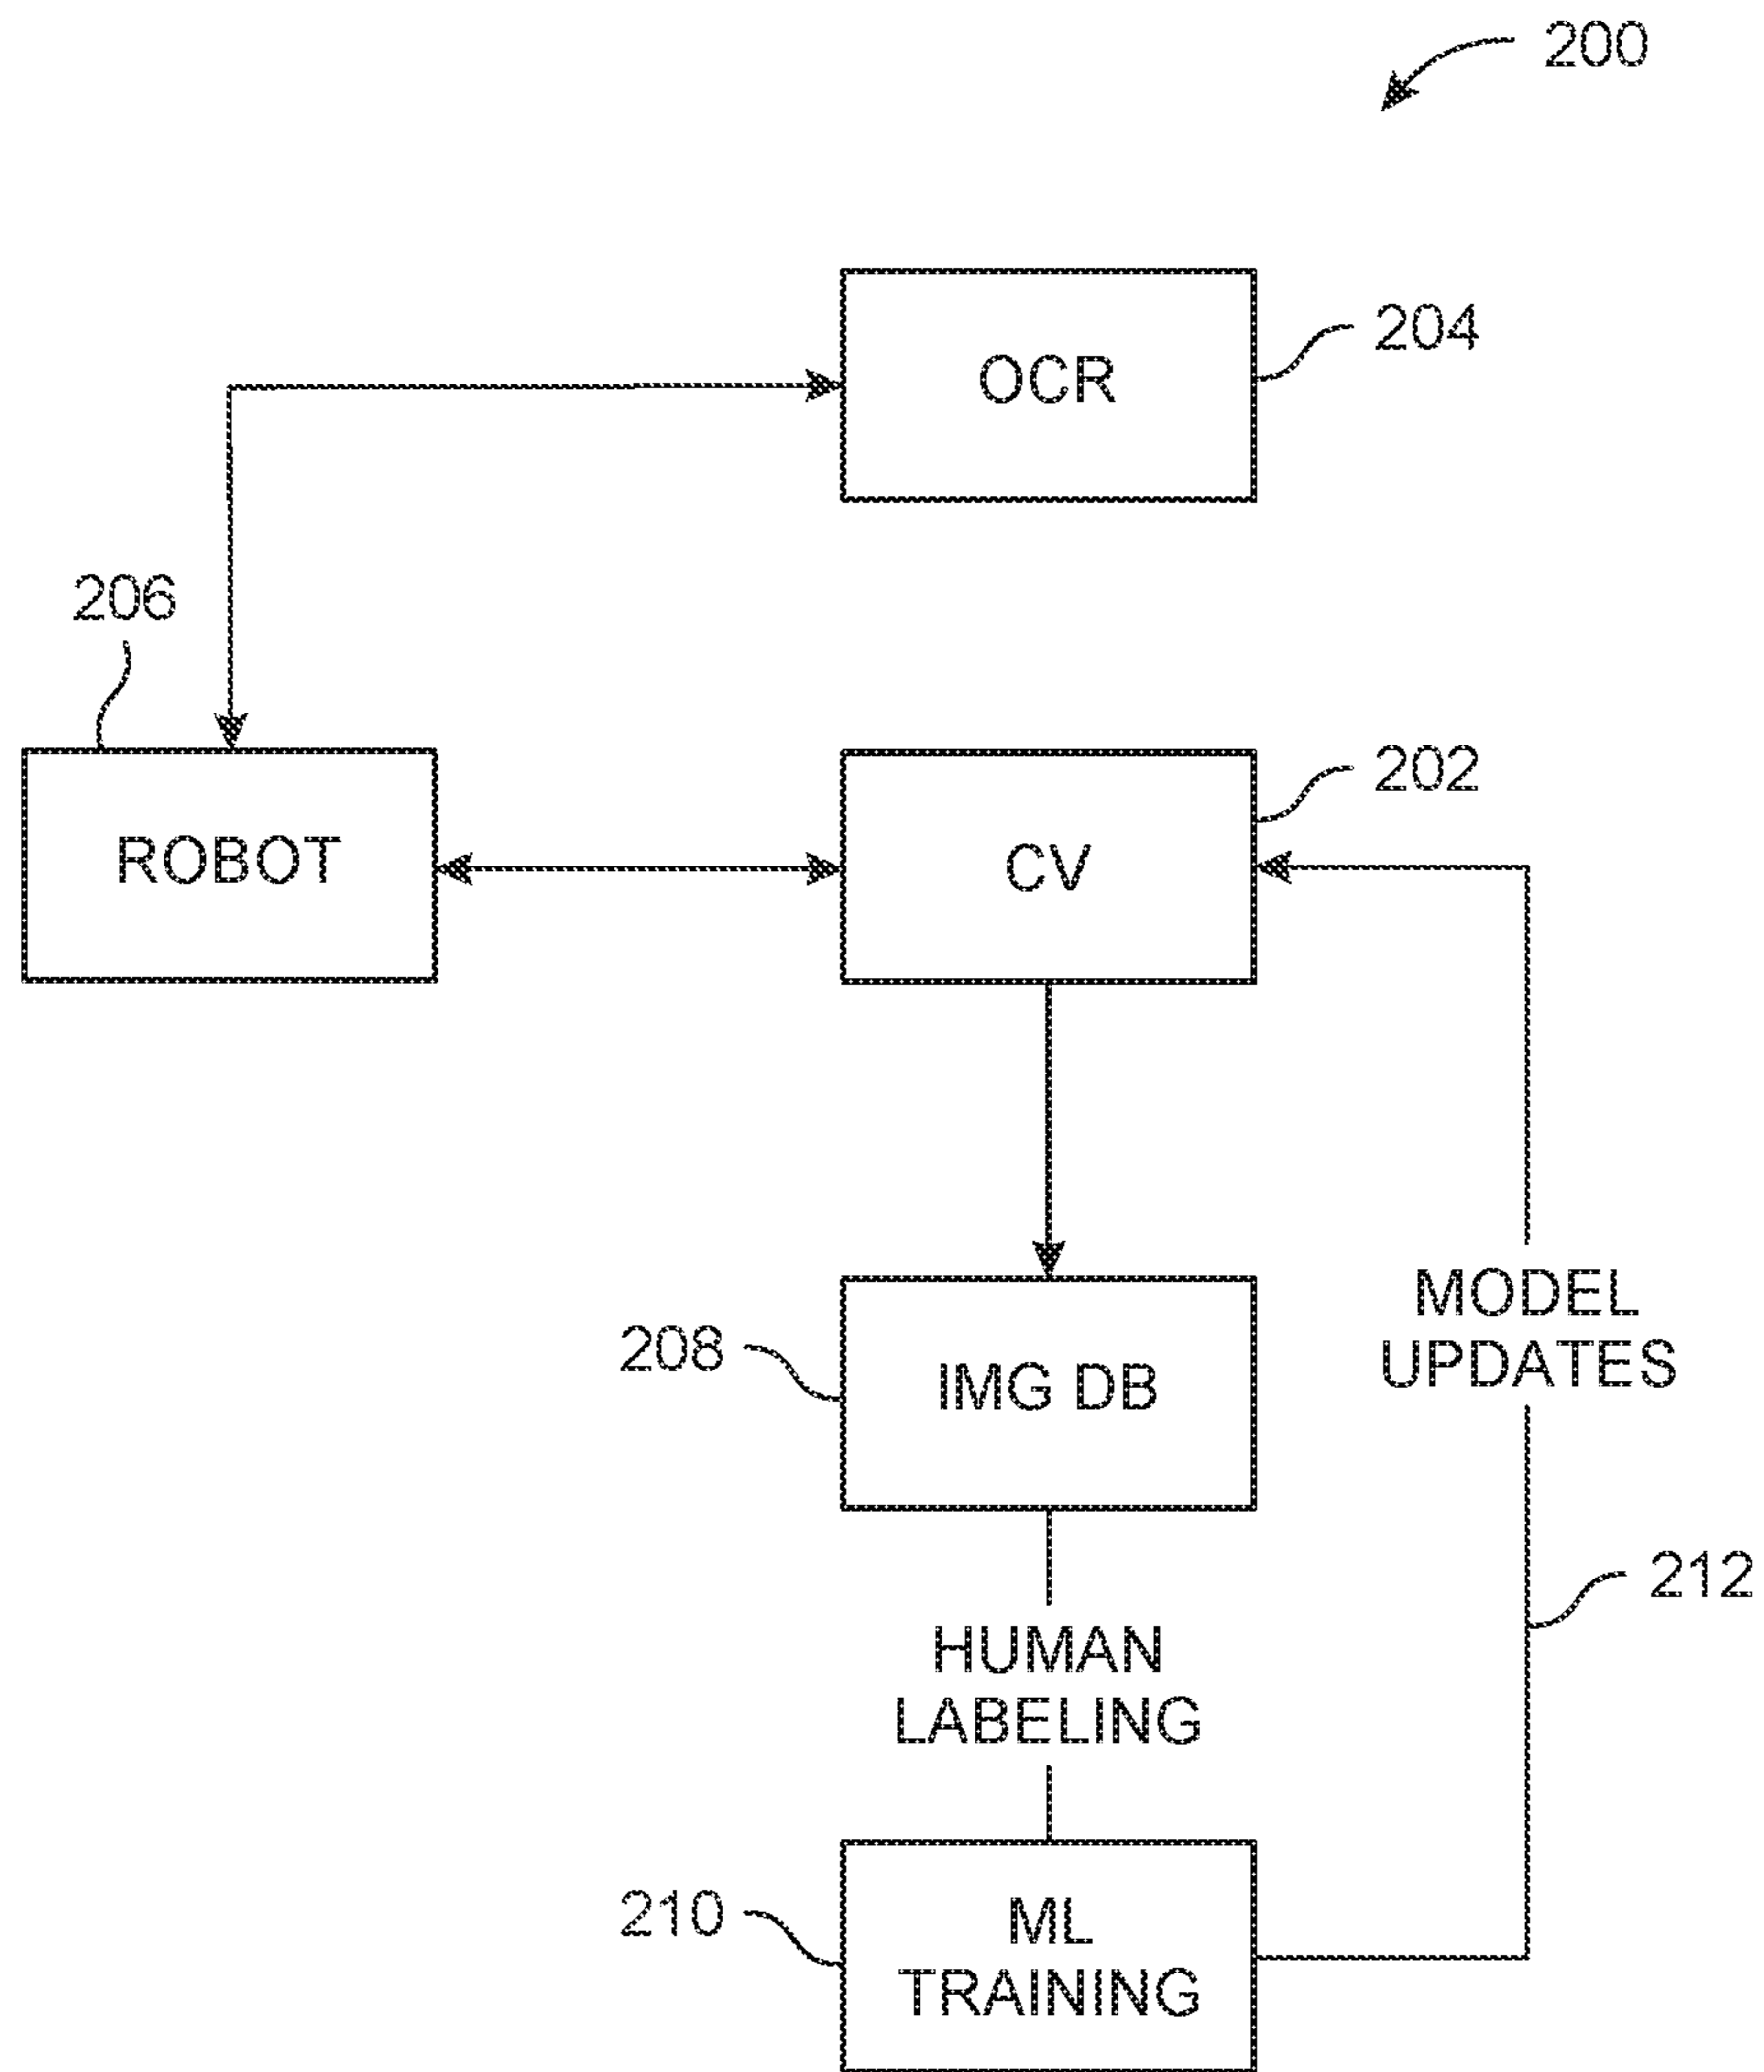 200
OCR
204
206
ROBOT
CV
202
208
IMG DB
MODEL
UPDATES
HUMAN
LABELING
212
210
ML
TRAINING